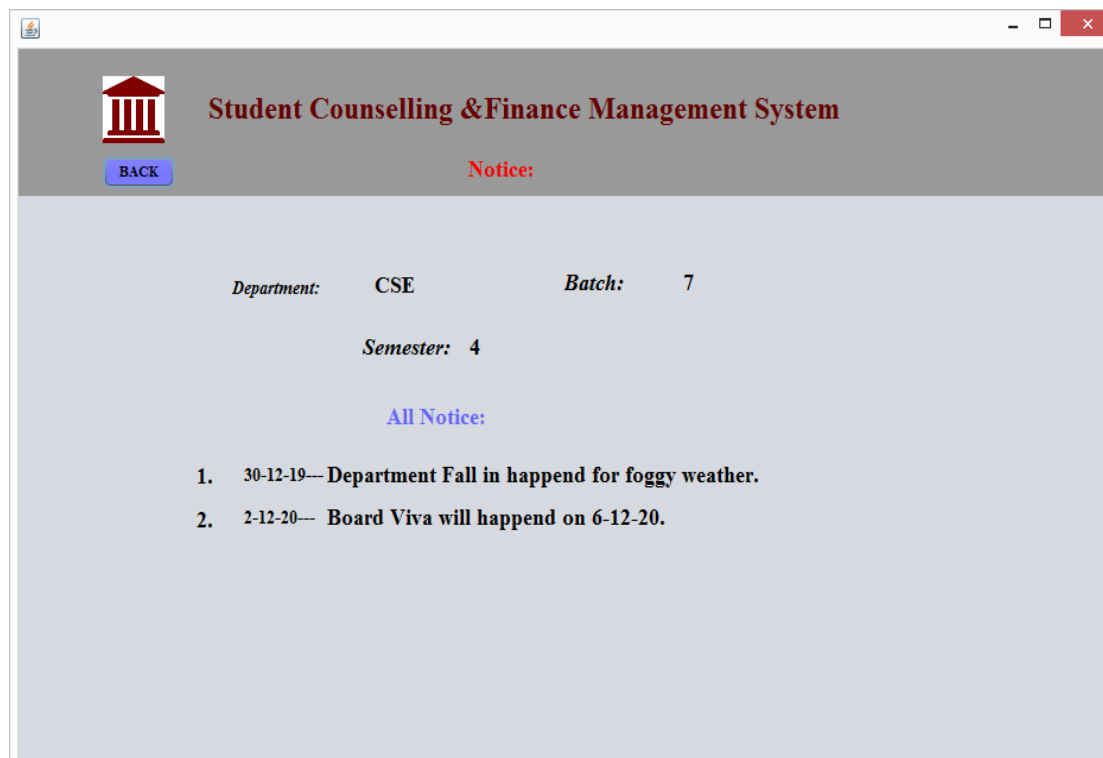 Student Counselling &Finance Management System
BACK
Notice:
Department: CSE Batch: 7
Semester: 4
All Notice:
1. 30-12-19--- Department Fall in happend for foggy weather.
2. 2-12-20--- Board Viva will happend on 6-12-20.